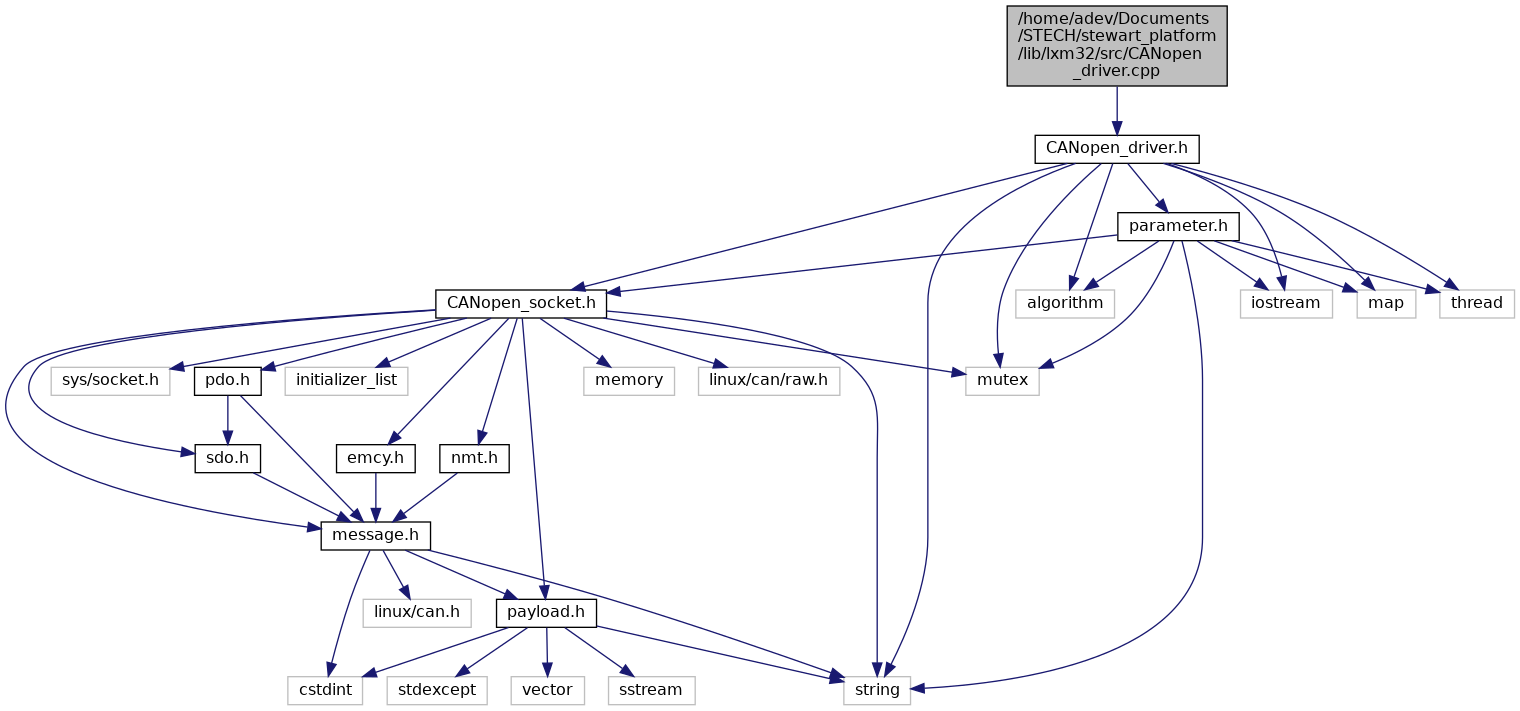 /home/adev/Documents
/STECH/stewart_platform
/lib/lxm32/src/CANopen
_driver.cpp
CANopen_driver.h
parameter.h
CANopen_socket.h
algorithm
iostream
map
thread
sys/socket.h
pdo.h
initializer_list
memory
linux/can/raw.h
mutex
sdo.h
emcy.h
nmt.h
message.h
linux/can.h
payload.h
cstdint
stdexcept
vector
sstream
string